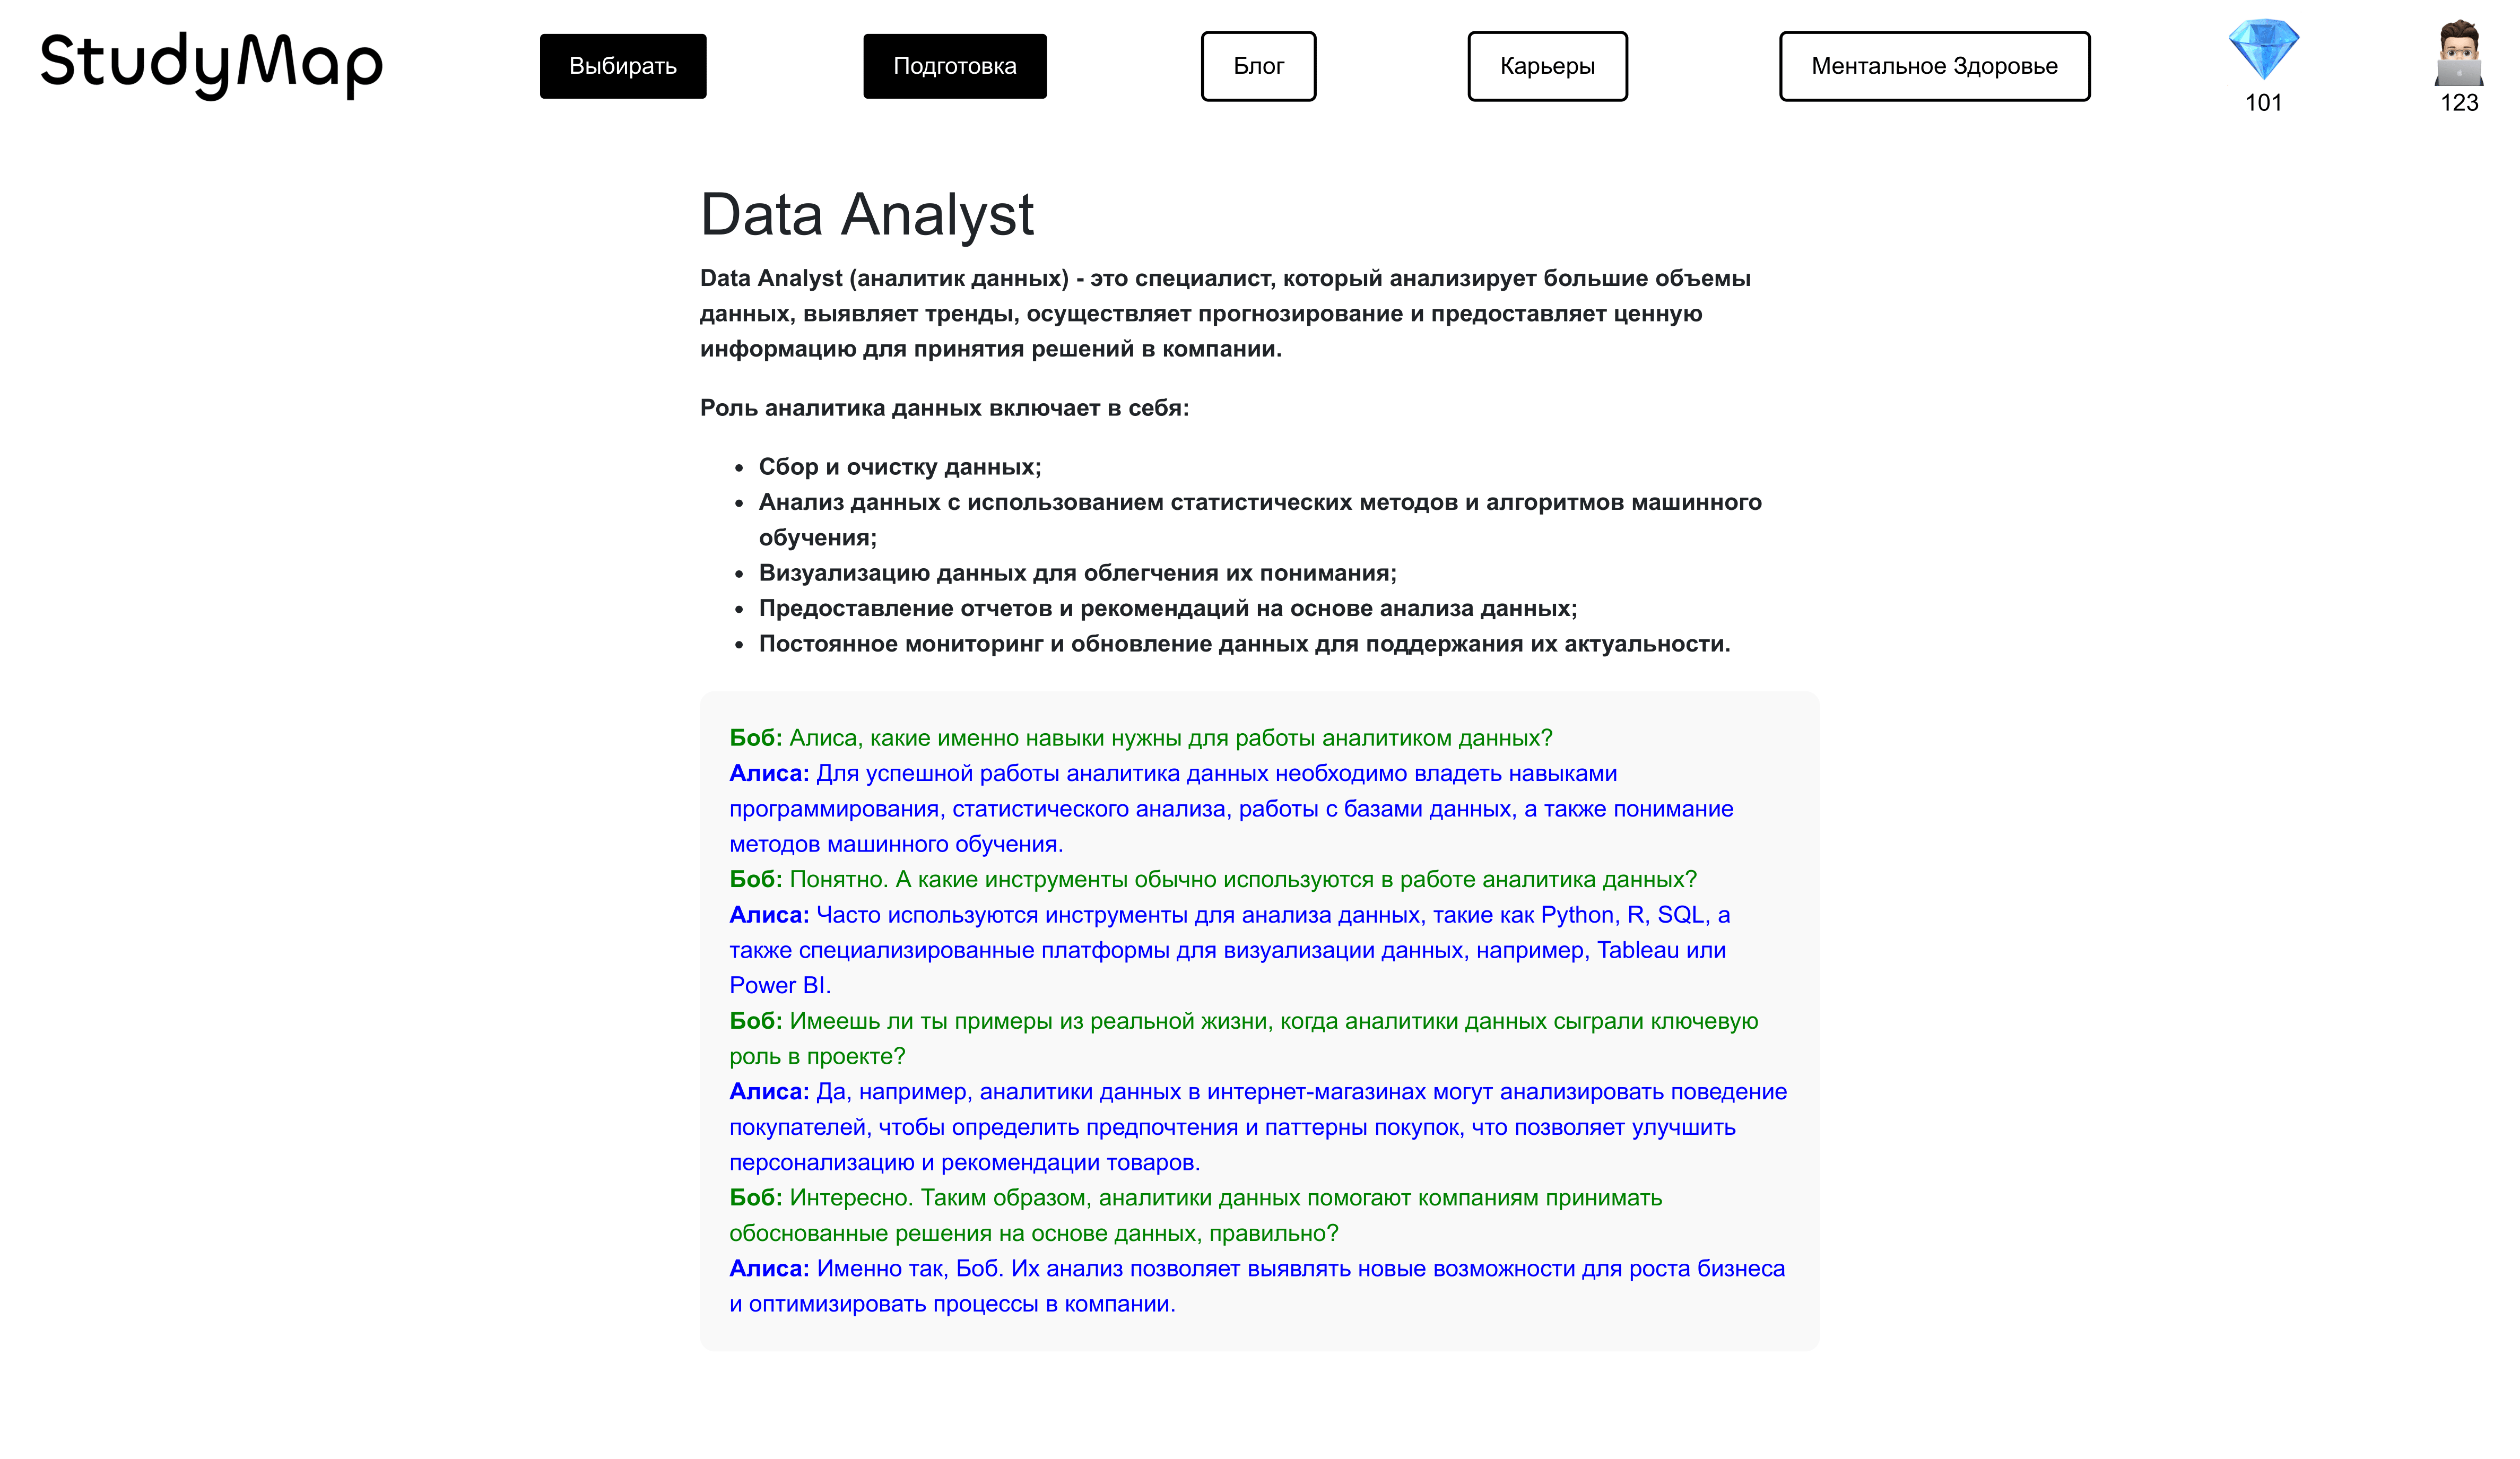 StudyMap
Выбирать
Подготовка
Блог
Карьеры
Ментальное Здоровье
101
123
Data Analyst
Data Analyst (аналитик данных) - это специалист, который анализирует большие объемы
данных, выявляет тренды, осуществляет прогнозирование и предоставляет ценную
информацию для принятия решений в компании.
Роль аналитика данных включает в себя:
• Сбор и очистку данных;
• Анализ данных с использованием статистических методов и алгоритмов машинного
обучения;
• Визуализацию данных для облегчения их понимания;
• Предоставление отчетов и рекомендаций на основе анализа данных;
• Постоянное мониторинг и обновление данных для поддержания их актуальности.
Боб: Алиса, какие именно навыки нужны для работы аналитиком данных?
Алиса: Для успешной работы аналитика данных необходимо владеть навыками
программирования, статистического анализа, работы с базами данных, а также понимание
методов машинного обучения.
Боб: Понятно. А какие инструменты обычно используются в работе аналитика данных?
Алиса: Часто используются инструменты для анализа данных, такие как Python, R, SQL, а
также специализированные платформы для визуализации данных, например, Tableau или
Power BI.
Боб: Имеешь ли ты примеры из реальной жизни, когда аналитики данных сыграли ключевую
роль в проекте?
Алиса: Да, например, аналитики данных в интернет-магазинах могут анализировать поведение
покупателей, чтобы определить предпочтения и паттерны покупок, что позволяет улучшить
персонализацию и рекомендации товаров.
Боб: Интересно. Таким образом, аналитики данных помогают компаниям принимать
обоснованные решения на основе данных, правильно?
Алиса: Именно так, Боб. Их анализ позволяет выявлять новые возможности для роста бизнеса
и оптимизировать процессы в компании.